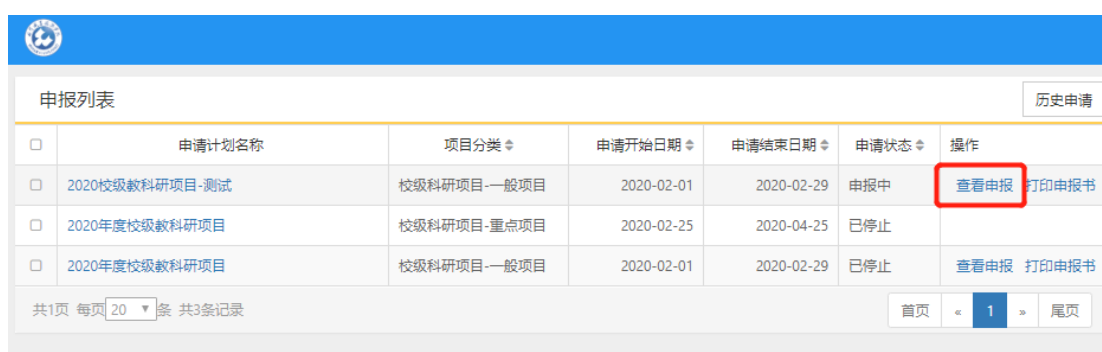 申报列表 历史申请
申请计划名称 项目分类 申请开始日期 申请结束日期 申请状态 操作
2020校级教科研项目-测试 校级科研项目-一般项目 2020-02-01 2020-02-29 申报中 查看申报 打印申报书
2020年度校级教科研项目 校级科研项目-重点项目 2020-02-25 2020-04-25 已停止
2020年度校级教科研项目 校级科研项目-一般项目 2020-02-01 2020-02-29 已停止 查看申报 打印申报书
共1页 每页 20 条 共3条记录 首页 « 1 » 尾页